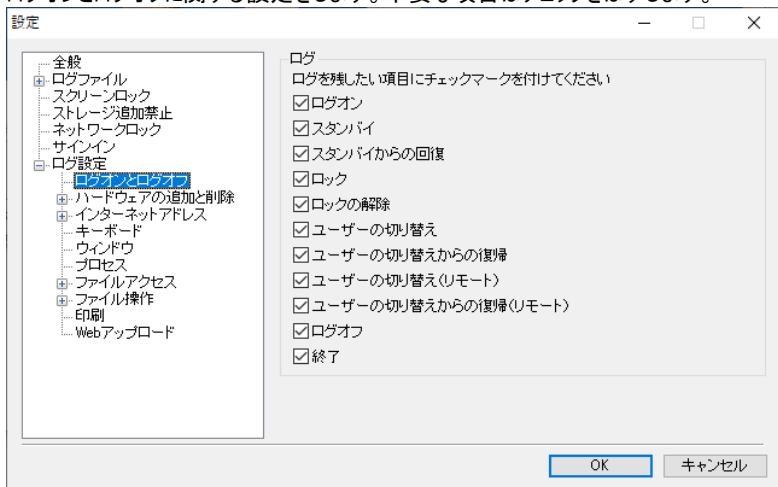 ログオンとログオフに関する設定をします。不要な項目はチェックをはずします。
設定
全般
ログファイル
スクリーンロック
ストレージ追加禁止
ネットワークロック
サインイン
ログ設定
ログオンとログオフ
ハードウェアの追加と削除
インターネットアドレス
キーボード
ウィンドウ
プロセス
ファイルアクセス
ファイル操作
印刷
Webアップロード
ログ
ログを残したい項目にチェックマークを付けてください
ログオン
スタンバイ
スタンバイからの回復
ロック
ロックの解除
ユーザーの切り替え
ユーザーの切り替えからの復帰
ユーザーの切り替え(リモート)
ユーザーの切り替えからの復帰(リモート)
ログオフ
終了
OK
キャンセル